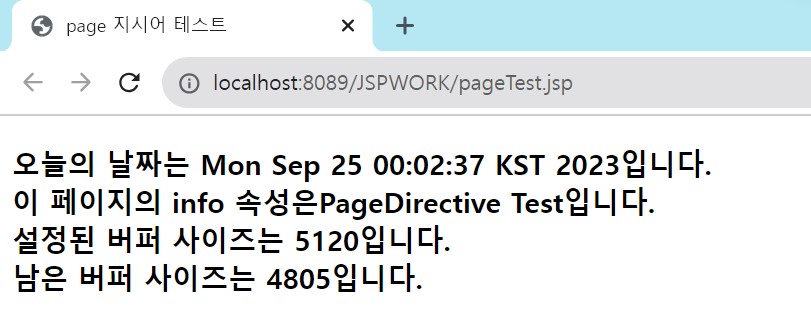 page 지시어 테스트
localhost:8089/JSPWORK/pageTest.jsp
오늘의 날짜는 Mon Sep 25 00:02:37 KST 2023입니다.
이 페이지의 info 속성은PageDirective Test입니다.
설정된 버퍼 사이즈는 5120입니다.
남은 버퍼 사이즈는 4805입니다.